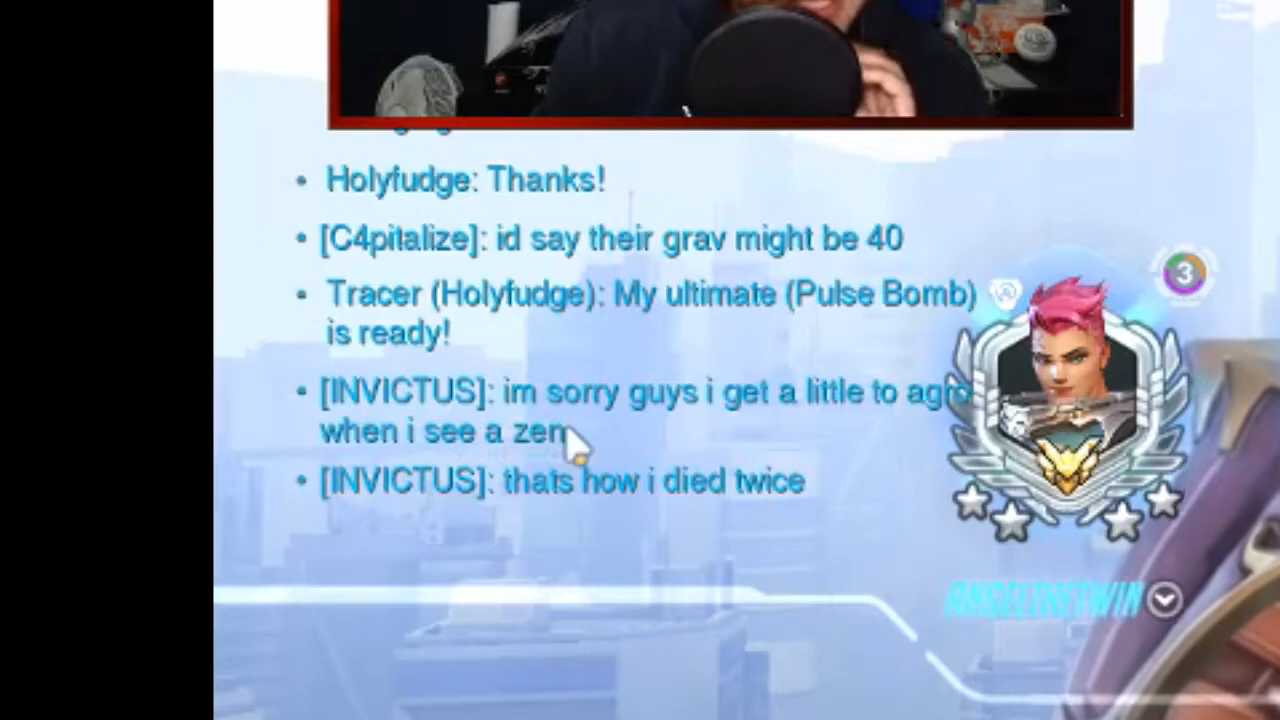 Holyfudge: Thanks!
[C4pitalize]: id say their grav might be 40
Tracer (Holyfudge): My ultimate (Pulse Bomb)
is ready!
[INVICTUS]: im sorry guys i get a little to agro
when i see a zen
[INVICTUS]: thats how i died twice
3